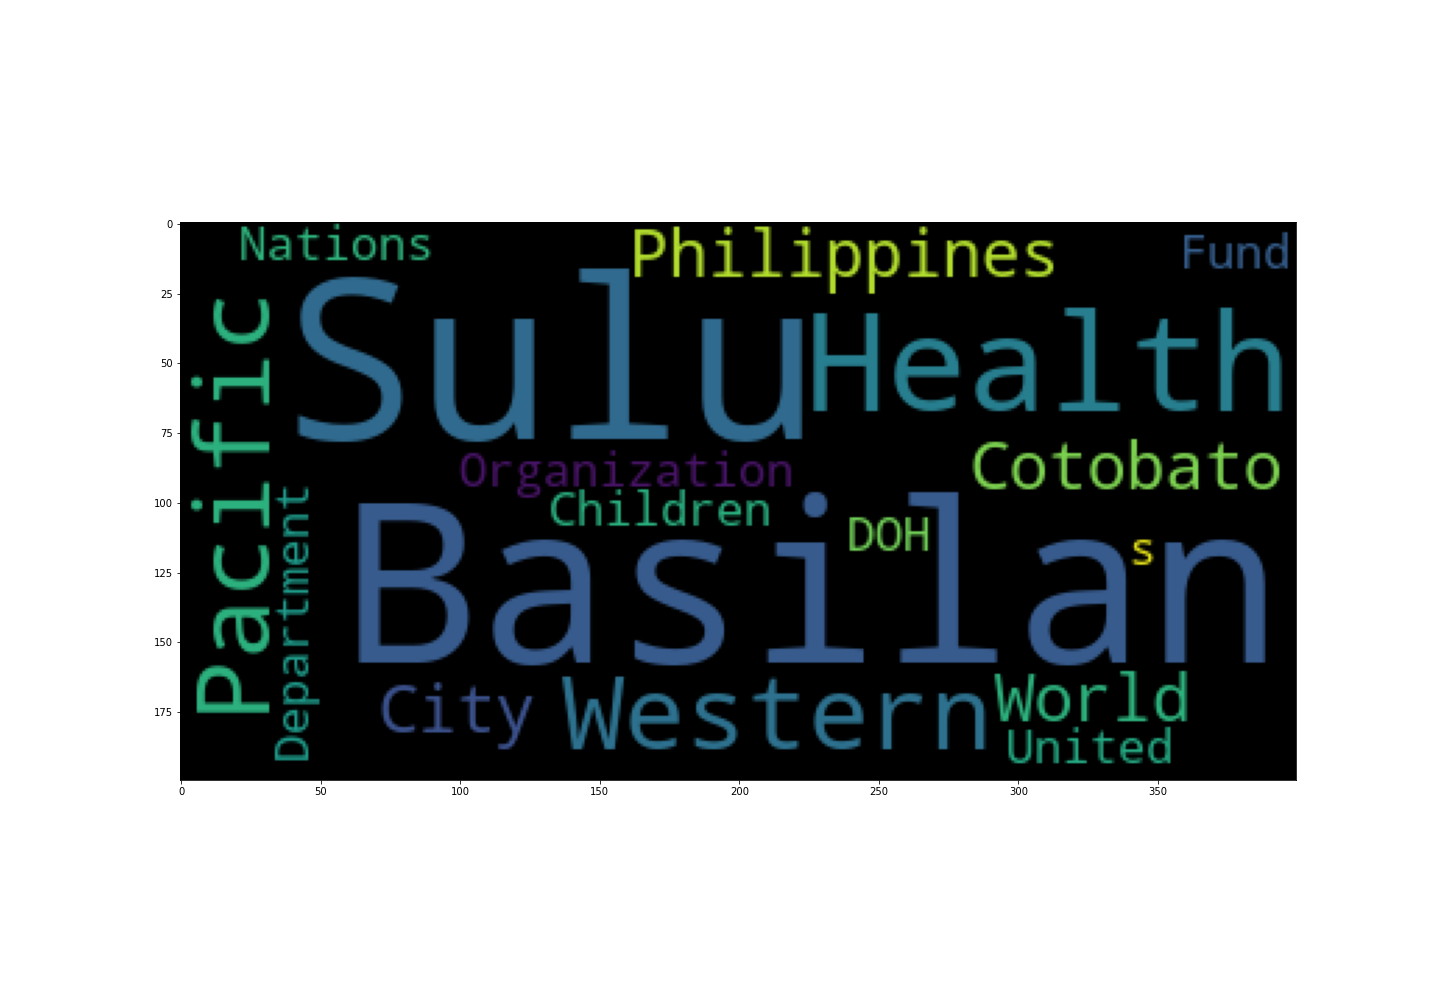 Nations
Philippines
Fund
Sulu
Health
Pacific
Organization
Cotobato
Children
DOH
Department
Basilan
s
City
Western
World
United
0
25
50
75
100
125
150
175
0
50
100
150
200
250
300
350